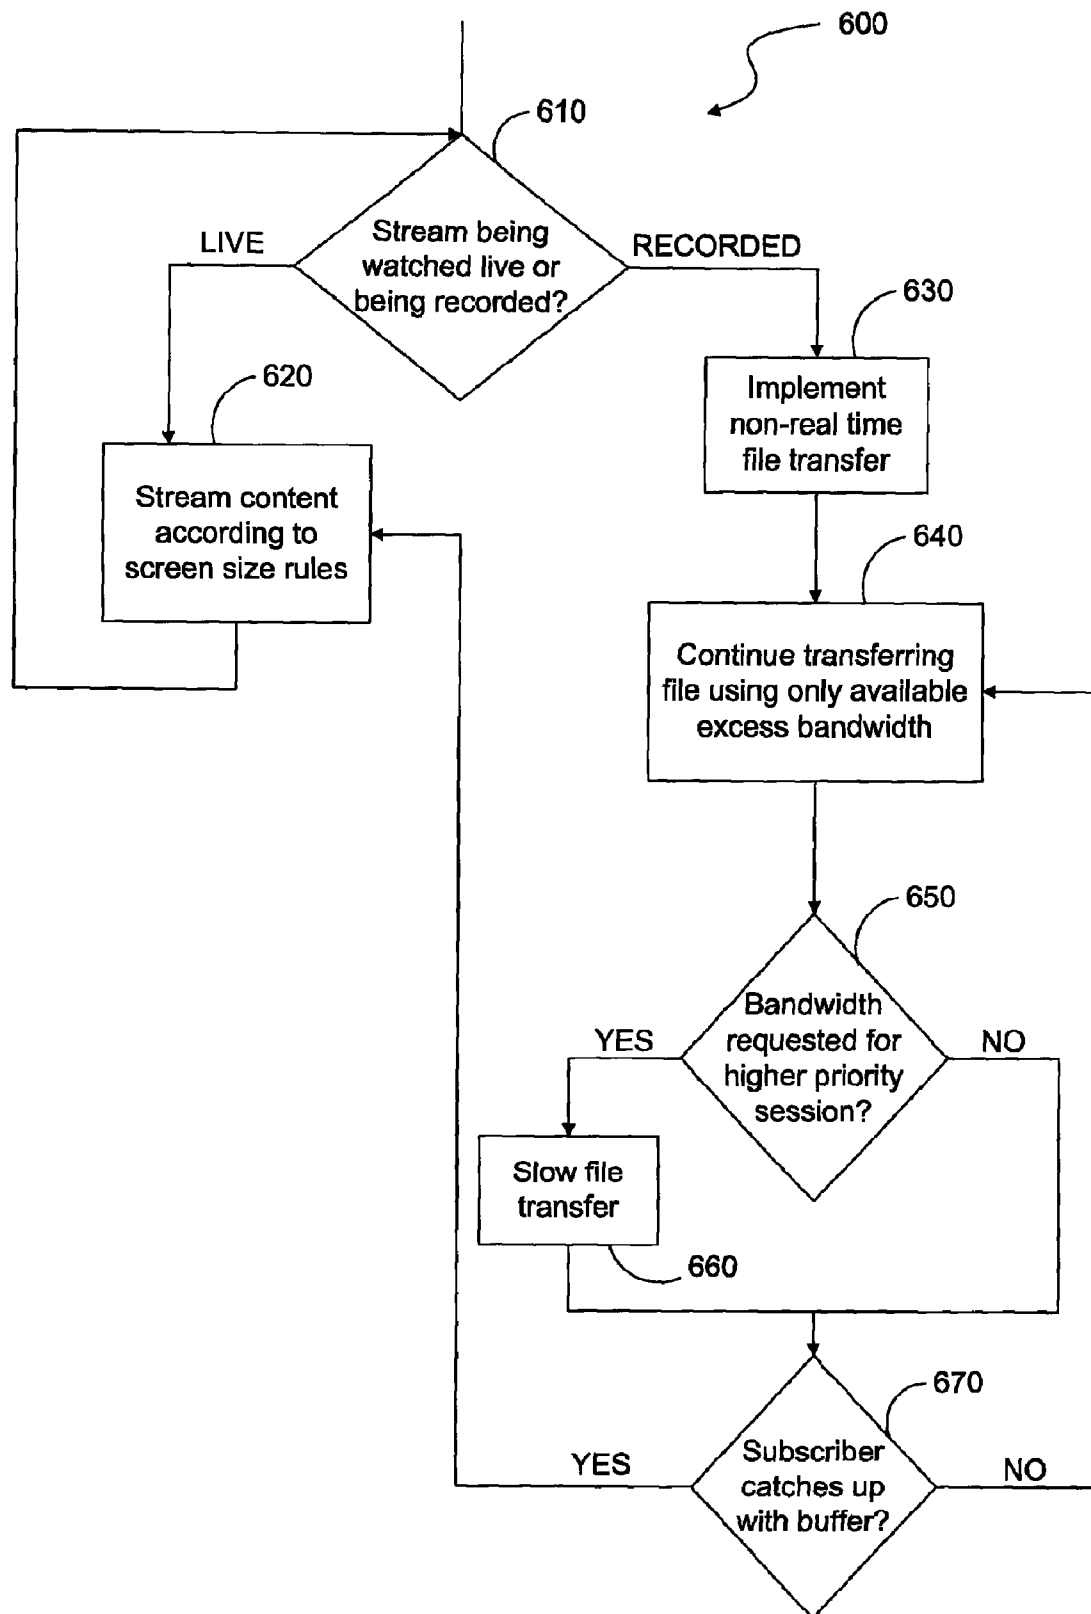 600
610
Stream being
watched live or
being recorded?
LIVE
RECORDED
620
Stream content
according to
screen size rules
630
Implement
non-real time
file transfer
640
Continue transferring
file using only available
excess bandwidth
650
Bandwidth
requested for
higher priority
session?
YES
NO
Slow file
transfer
660
670
Subscriber
catches up
with buffer?
YES
NO